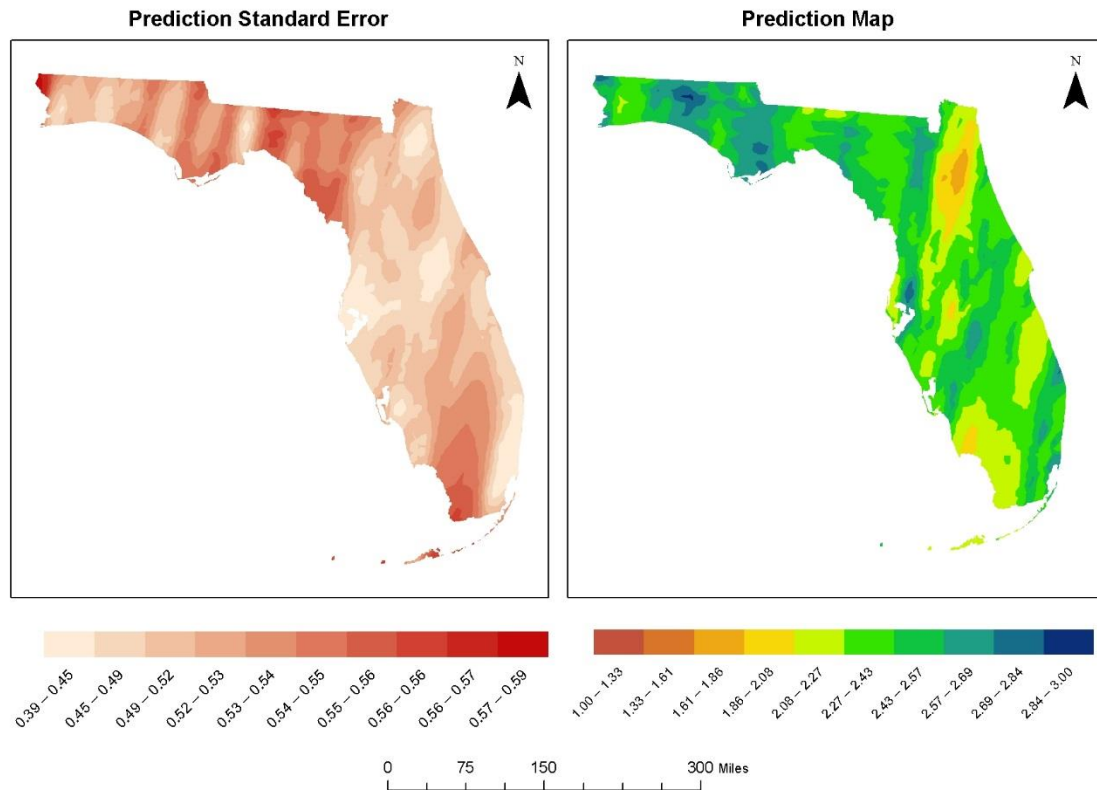 Prediction Standard Error
Prediction Map
N
N
0.39 – 0.45
0.45 – 0.49
0.49 – 0.52
0.52 – 0.53
0.53 – 0.54
0.54 – 0.55
0.55 – 0.56
0.56 – 0.56
0.56 – 0.57
0.57 – 0.59
1.00 – 1.33
1.33 – 1.61
1.61 – 1.86
1.86 – 2.08
2.08 – 2.27
2.27 – 2.43
2.43 – 2.57
2.57 – 2.69
2.69 – 2.84
2.84 – 3.00
0 75 150 300 Miles